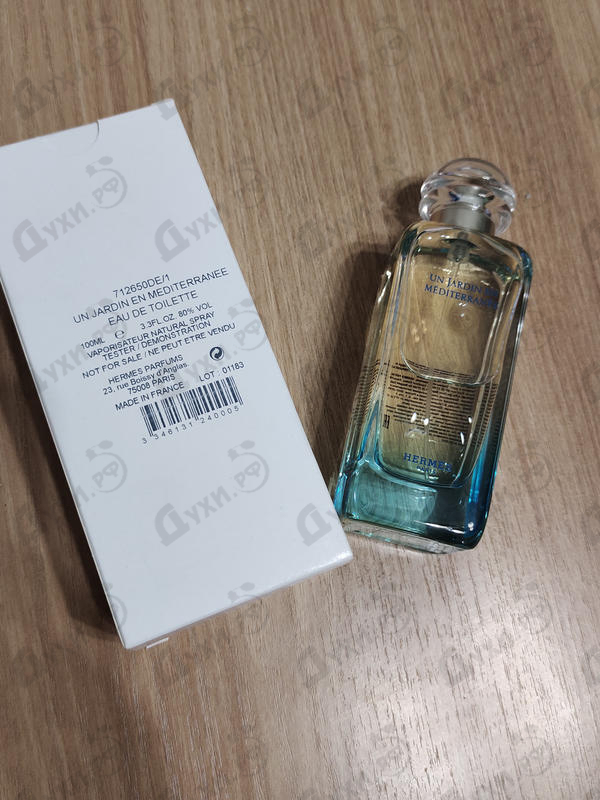 712650DE/1
UN JARDIN EN MEDITERRANEE
EAU DE TOILETTE
100ML ℮ 3.3FL.OZ. 80% VOL
VAPORISATEUR NATURAL SPRAY
TESTER / DEMONSTRATION
NOT FOR SALE / NE PEUT ETRE VENDU
HERMES PARFUMS
23, rue Boissy d'Anglas
75008 PARIS
MADE IN FRANCE LOT . 01183
3 346131 240005
UN JARDIN EN
MÉDITERRANÉE
HERMES
Духи.рф